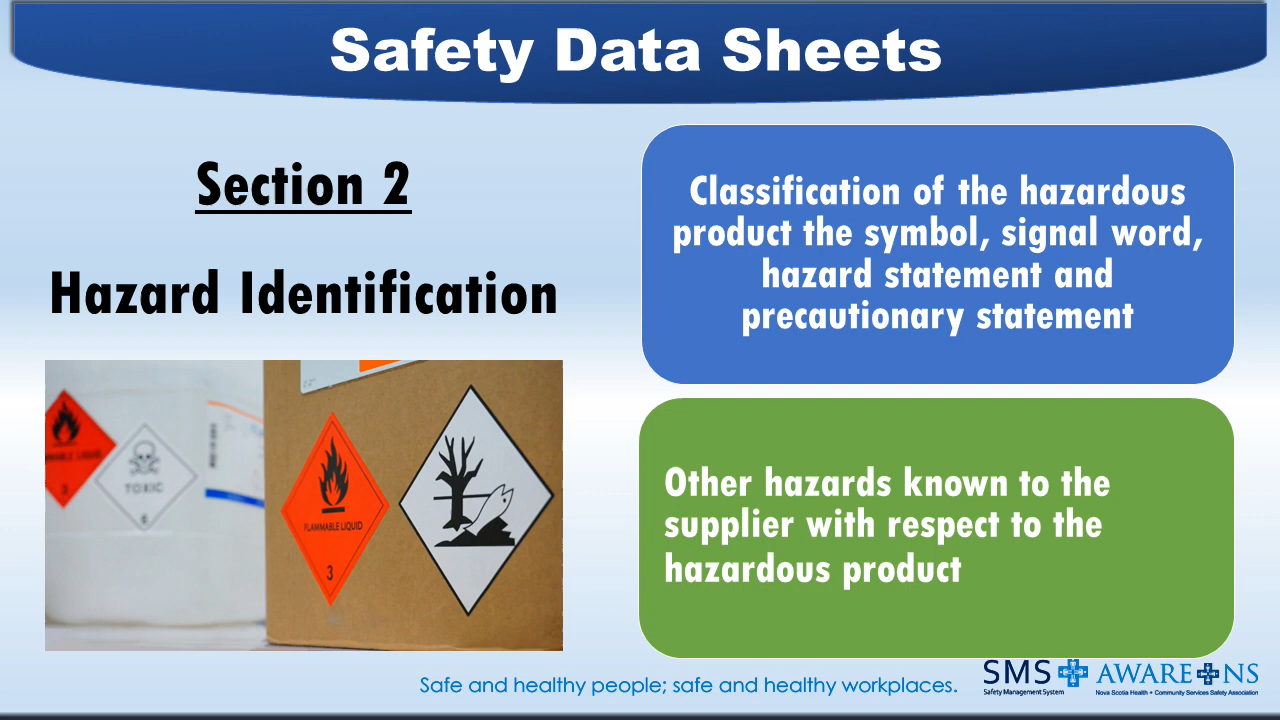 Safety Data Sheets
Section 2
Hazard Identification
Classification of the hazardous
product the symbol, signal word,
hazard statement and
precautionary statement
Other hazards known to the
supplier with respect to the
hazardous product
TOXIC
6
3
FLAMMABLE LIQUID
3
Safe and healthy people; safe and healthy workplaces.
SMS
Safety Management System
AWARE NS
Nova Scotia Health + Community Services Safety Association